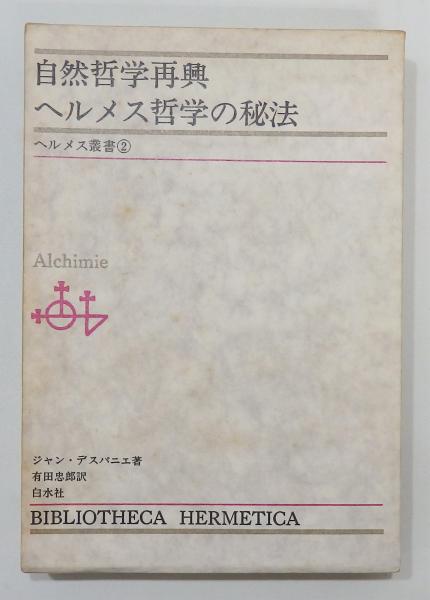 自然哲学再興
ヘルメス哲学の秘法
ヘルメス叢書②
Alchimie
ジャン・デスパニエ著
有田忠郎訳
白水社
BIBLIOTHECA HERMETICA